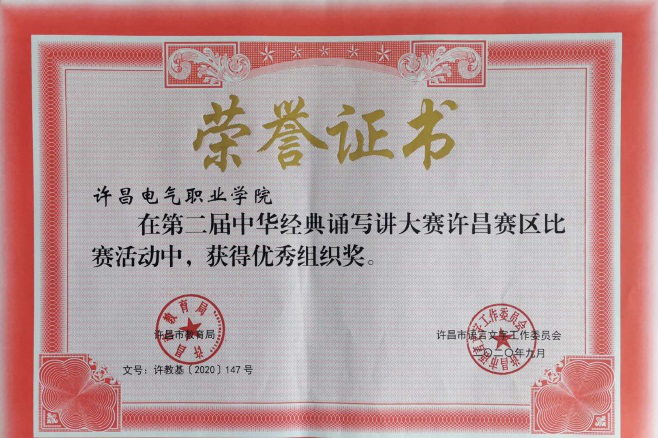 荣誉证书
许昌电气职业学院
在第二届中华经典诵写讲大赛许昌赛区比
赛活动中，获得优秀组织奖。
许昌市教育局
许昌市语言文字工作委员会
二〇二〇年九月
文号：许教基〔2020〕147号